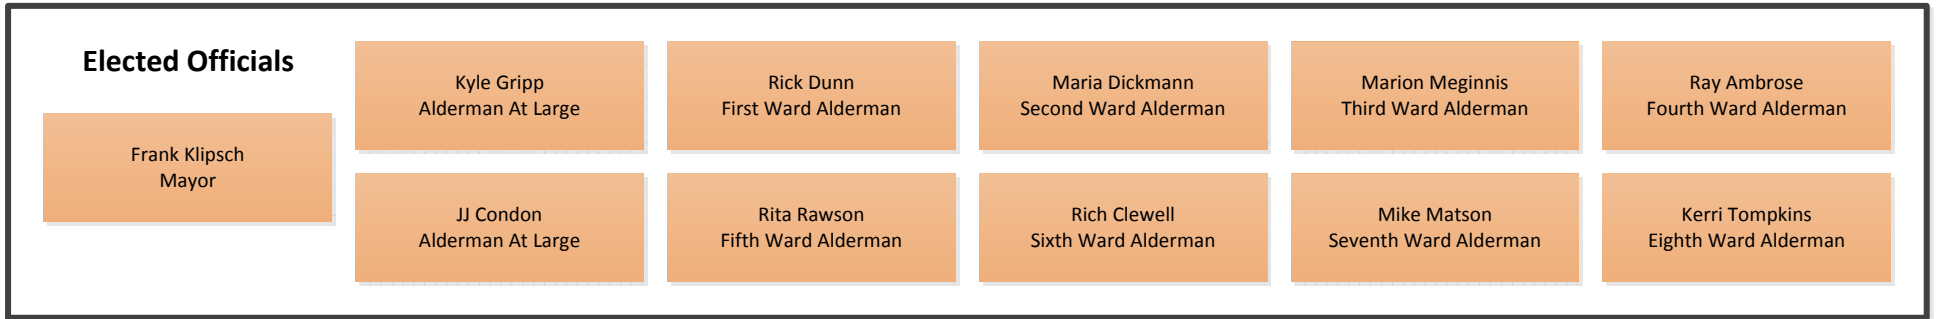 Elected Officials
Frank Klipsch
Mayor
Kyle Gripp
Alderman At Large
Rick Dunn
First Ward Alderman
Maria Dickmann
Second Ward Alderman
Marion Meginnis
Third Ward Alderman
Ray Ambrose
Fourth Ward Alderman
JJ Condon
Alderman At Large
Rita Rawson
Fifth Ward Alderman
Rich Clewell
Sixth Ward Alderman
Mike Matson
Seventh Ward Alderman
Kerri Tompkins
Eighth Ward Alderman